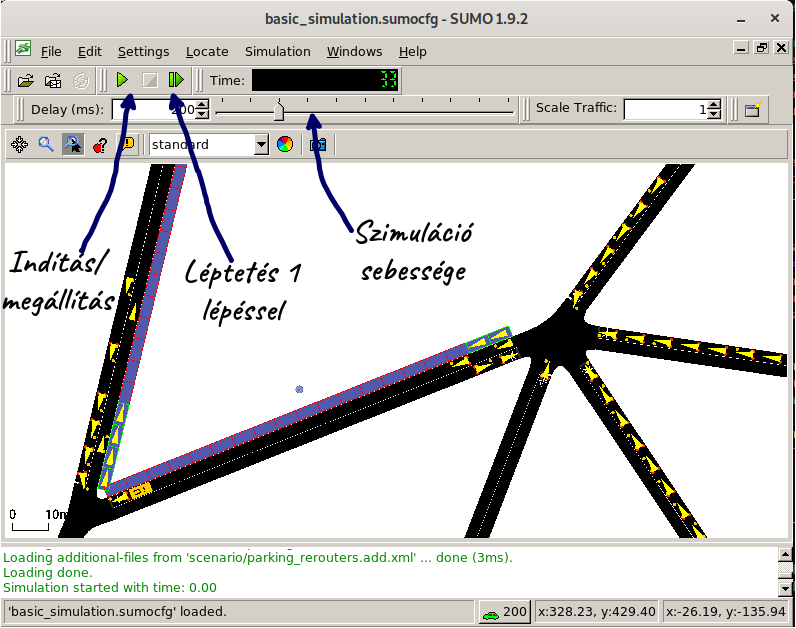 basic_simulation.sumocfg - SUMO 1.9.2
File Edit Settings Locate Simulation Windows Help
Time:
Delay (ms): 200 Scale Traffic: 1
standard
Indítás/
megállítás
Léptetés 1
lépéssel
Szimuláció
sebessége
0 10m
Loading additional-files from 'scenario/parking_rerouters.add.xml' ... done (3ms).
Loading done.
Simulation started with time: 0.00
'basic_simulation.sumocfg' loaded.
200 x:328.23, y:429.40 x:-26.19, y:-135.94